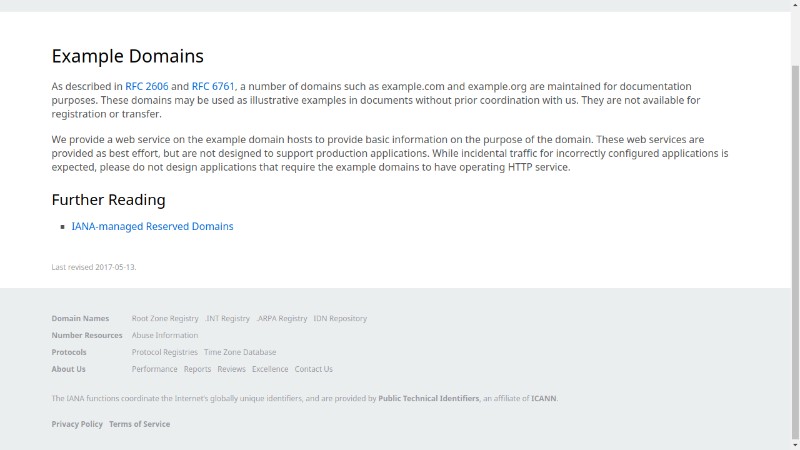 Example Domains
As described in RFC 2606 and RFC 6761, a number of domains such as example.com and example.org are maintained for documentation
purposes. These domains may be used as illustrative examples in documents without prior coordination with us. They are not available for
registration or transfer.
We provide a web service on the example domain hosts to provide basic information on the purpose of the domain. These web services are
provided as best effort, but are not designed to support production applications. While incidental traffic for incorrectly configured applications is
expected, please do not design applications that require the example domains to have operating HTTP service.
Further Reading
IANA-managed Reserved Domains
Last revised 2017-05-13.
Domain Names Root Zone Registry .INT Registry .ARPA Registry IDN Repository
Number Resources Abuse Information
Protocols Protocol Registries Time Zone Database
About Us Performance Reports Reviews Excellence Contact Us
The IANA functions coordinate the Internet's globally unique identifiers, and are provided by Public Technical Identifiers, an affiliate of ICANN.
Privacy Policy Terms of Service